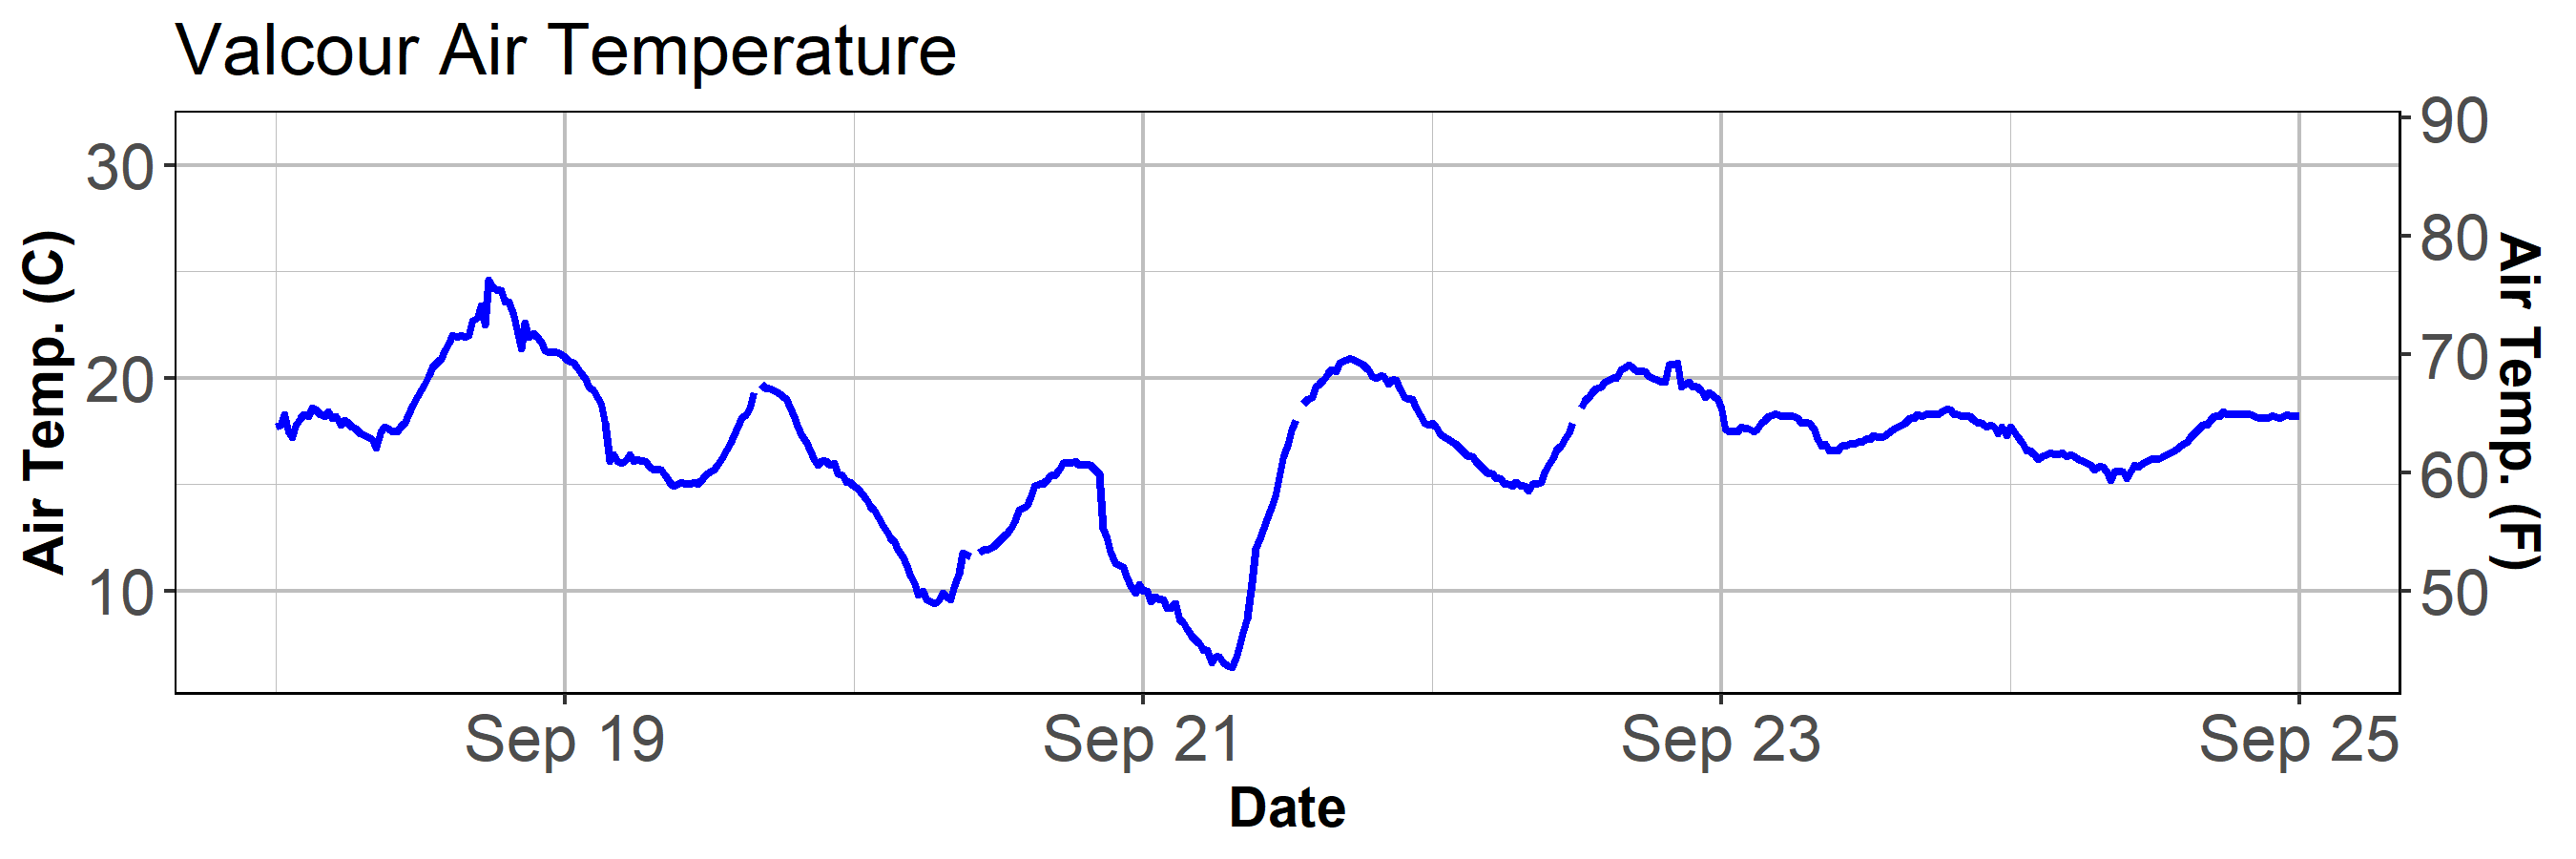 Valcour Air Temperature
Air Temp. (C)
30
20
10
90
80
70
60
50
Air Temp. (F)
Sep 19
Sep 21
Sep 23
Sep 25
Date